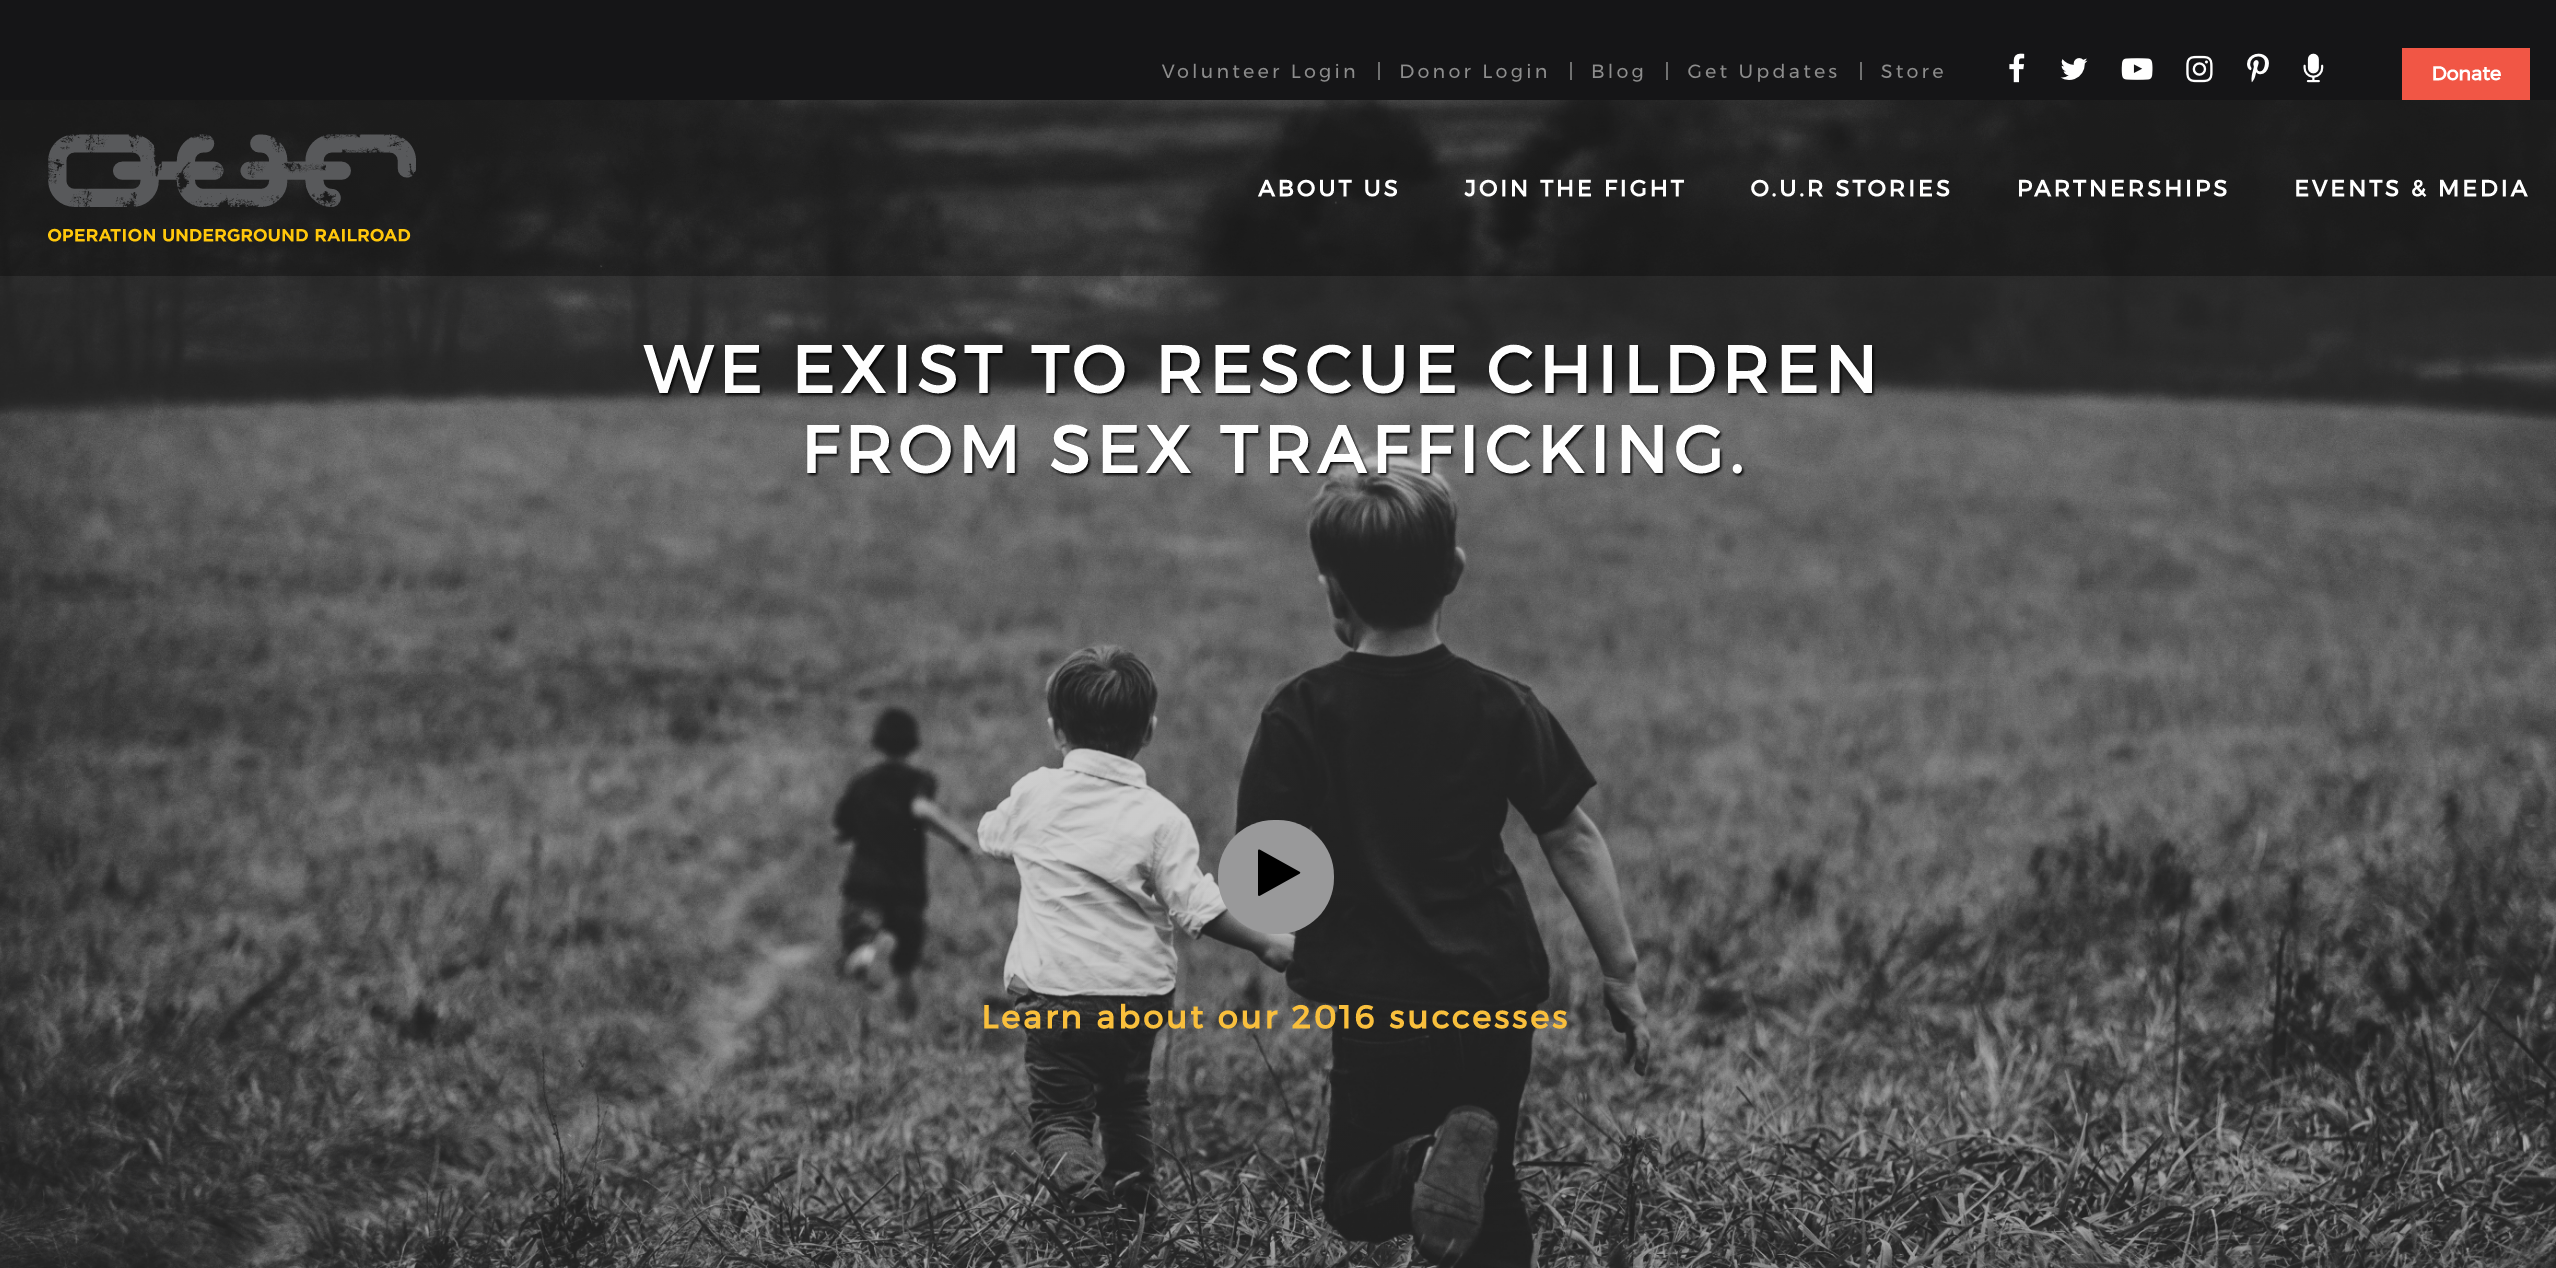 Volunteer Login | Donor Login | Blog | Get Updates | Store
Donate
our
OPERATION UNDERGROUND RAILROAD
ABOUT US JOIN THE FIGHT O.U.R STORIES PARTNERSHIPS EVENTS & MEDIA
WE EXIST TO RESCUE CHILDREN
FROM SEX TRAFFICKING.
Learn about our 2016 successes